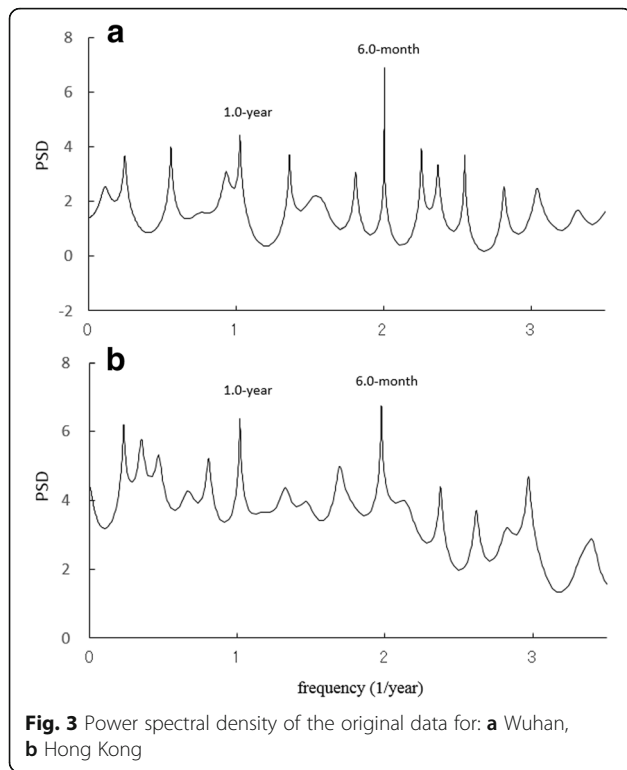 a
8
6
4
2
0
-2
PSD
1.0-year
6.0-month
0 1 2 3
b
8
6
4
2
0
PSD
1.0-year
6.0-month
0 1 2 3
frequency (1/year)
Fig. 3 Power spectral density of the original data for: a Wuhan,
b Hong Kong